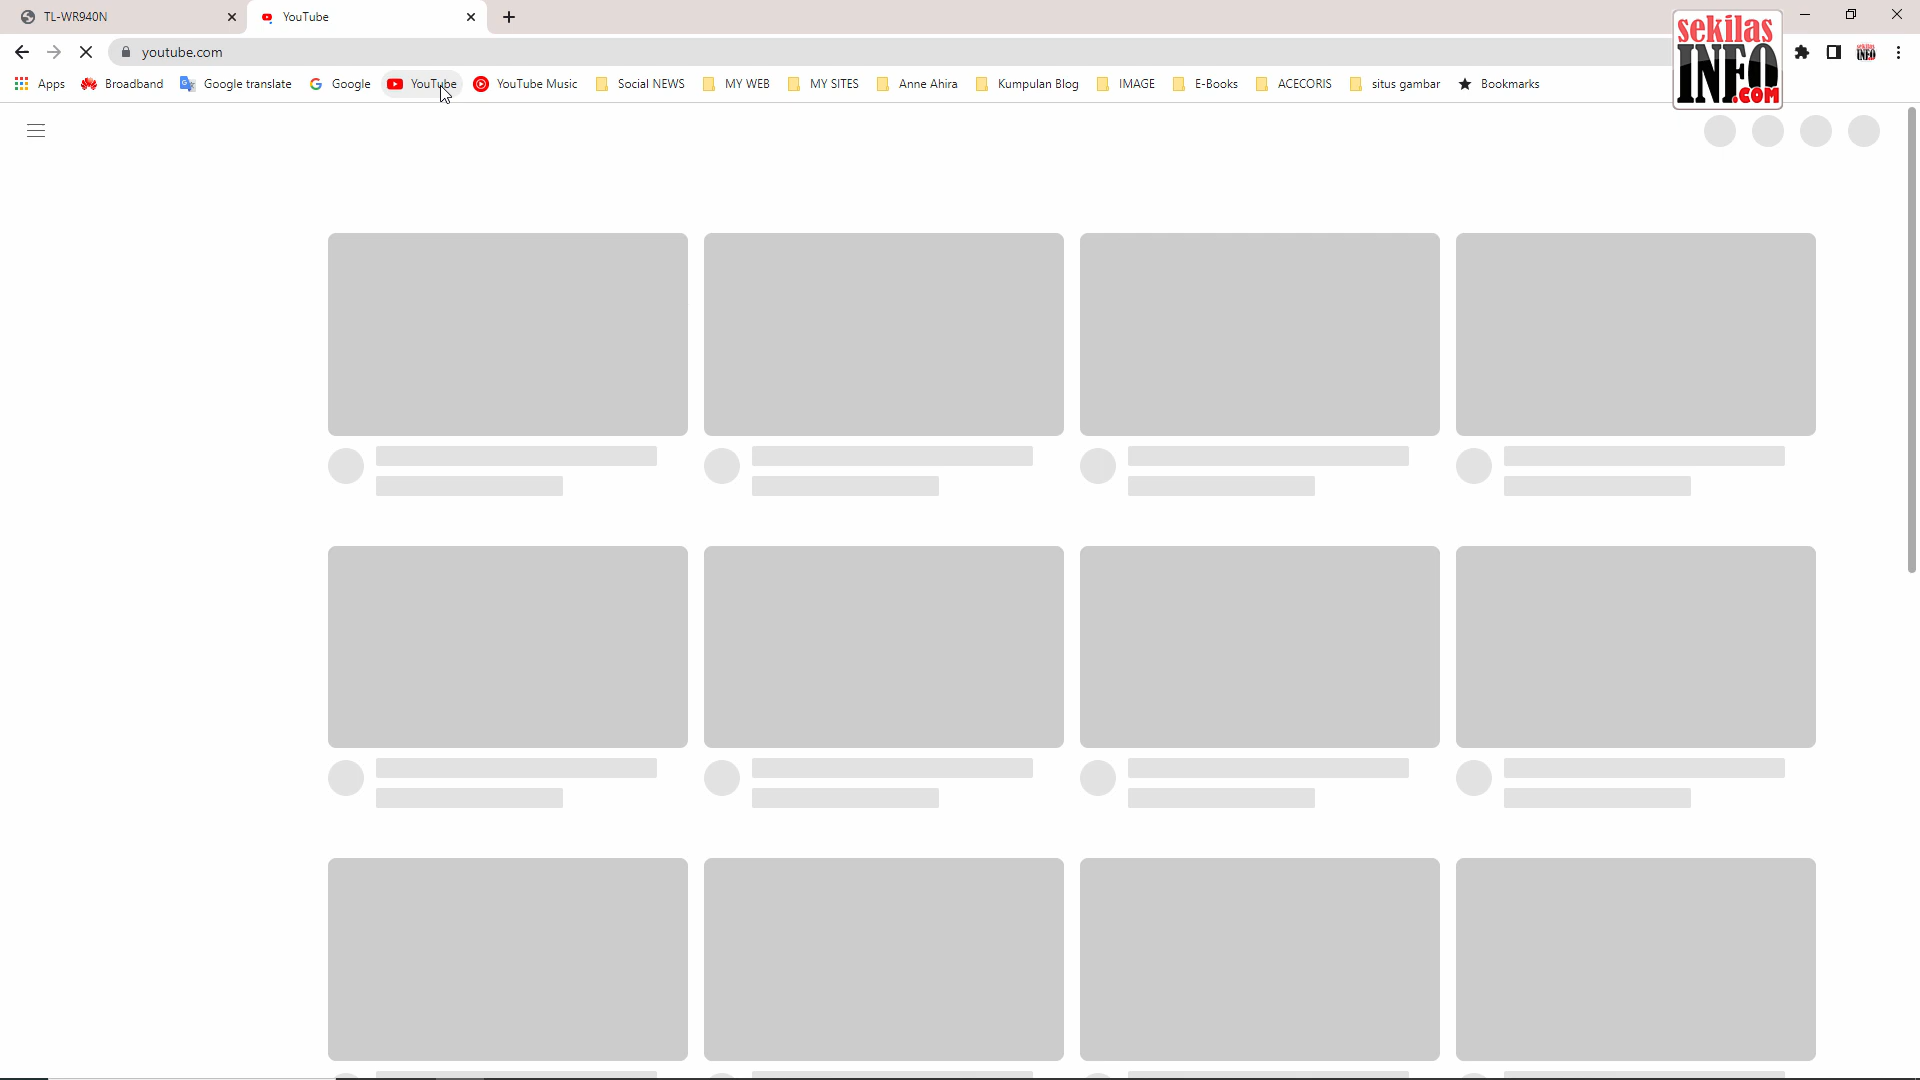 TL-WR940N
YouTube
youtube.com
Apps
Broadband
Google translate
Google
YouTube
YouTube Music
Social NEWS
MY WEB
MY SITES
Anne Ahira
Kumpulan Blog
IMAGE
E-Books
ACECORIS
situs gambar
Bookmarks
sekilas
INFO
.COM